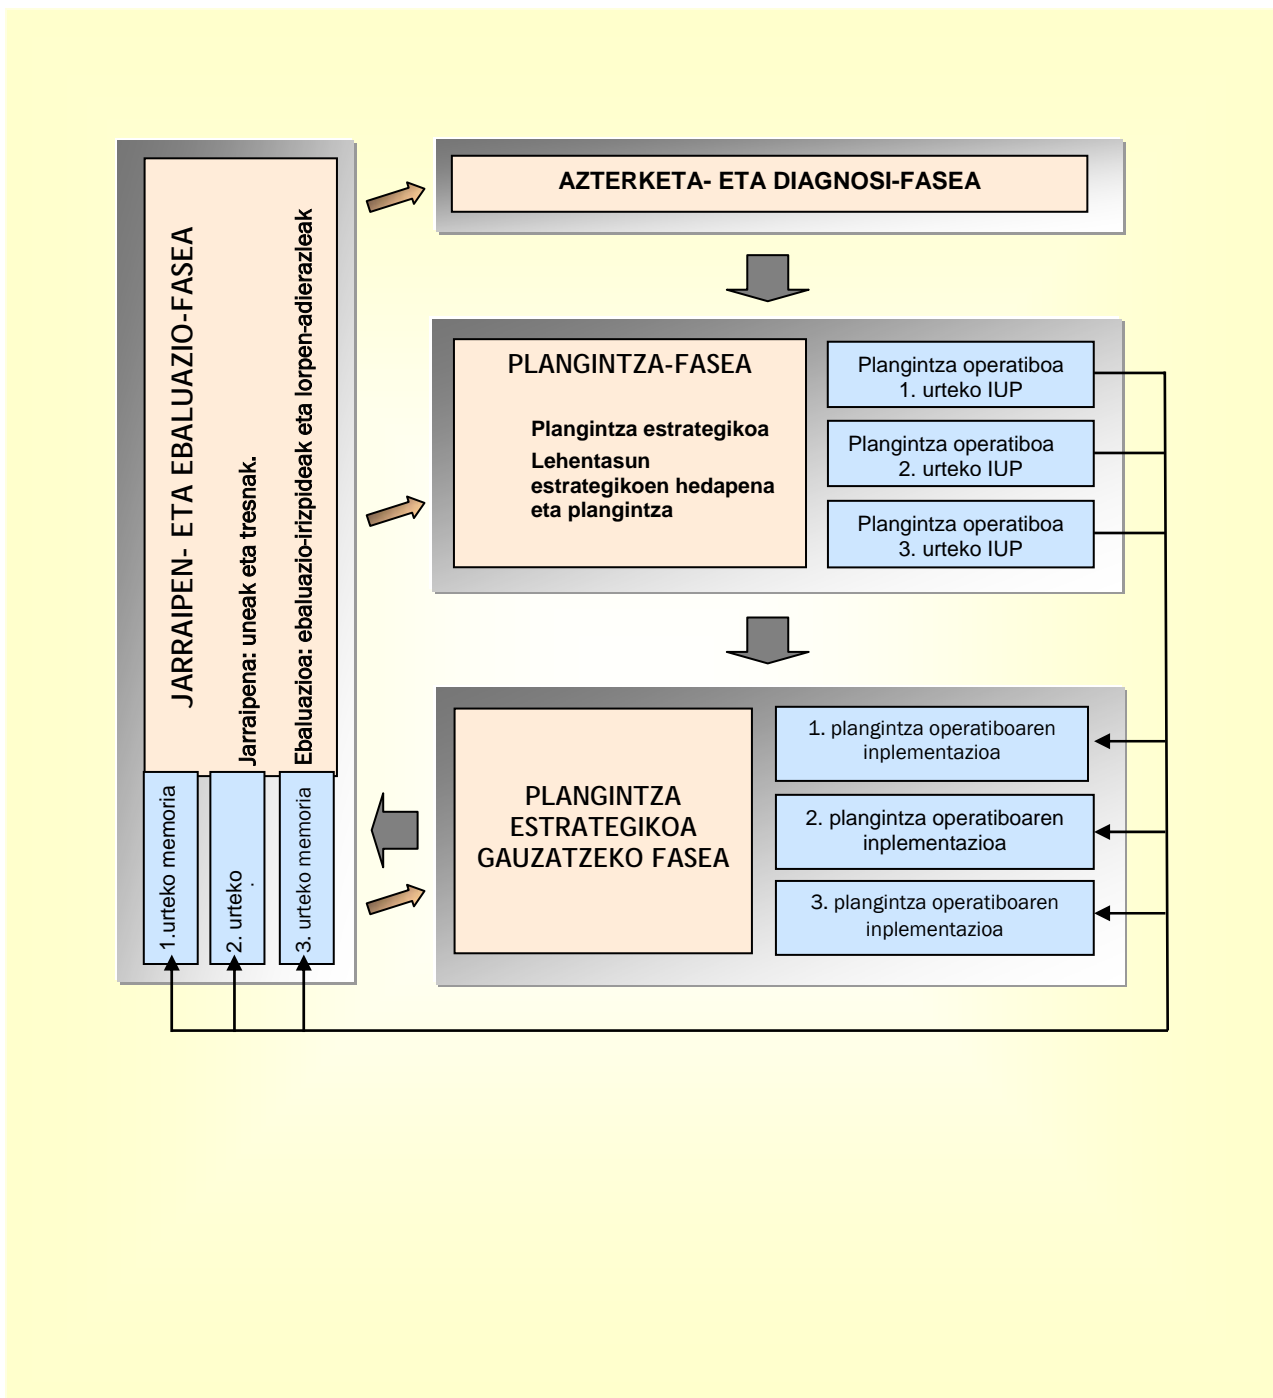 JARRAIPEN- ETA EBALUAZIO-FASEA
Jarraipena: uneak eta tresnak.
Ebaluazioa: ebaluazio-irizpideak eta lorpen-adierazleak
1.urteko memoria
2. urteko
3. urteko memoria
AZTERKETA- ETA DIAGNOSI-FASEA
PLANGINTZA-FASEA
Plangintza estrategikoa
Lehentasun
estrategikoen hedapena
eta plangintza
Plangintza operatiboa
1. urteko IUP
Plangintza operatiboa
2. urteko IUP
Plangintza operatiboa
3. urteko IUP
PLANGINTZA
ESTRATEGIKOA
GAUZATZEKO FASEA
1. plangintza operatiboaren
inplementazioa
2. plangintza operatiboaren
inplementazioa
3. plangintza operatiboaren
inplementazioa